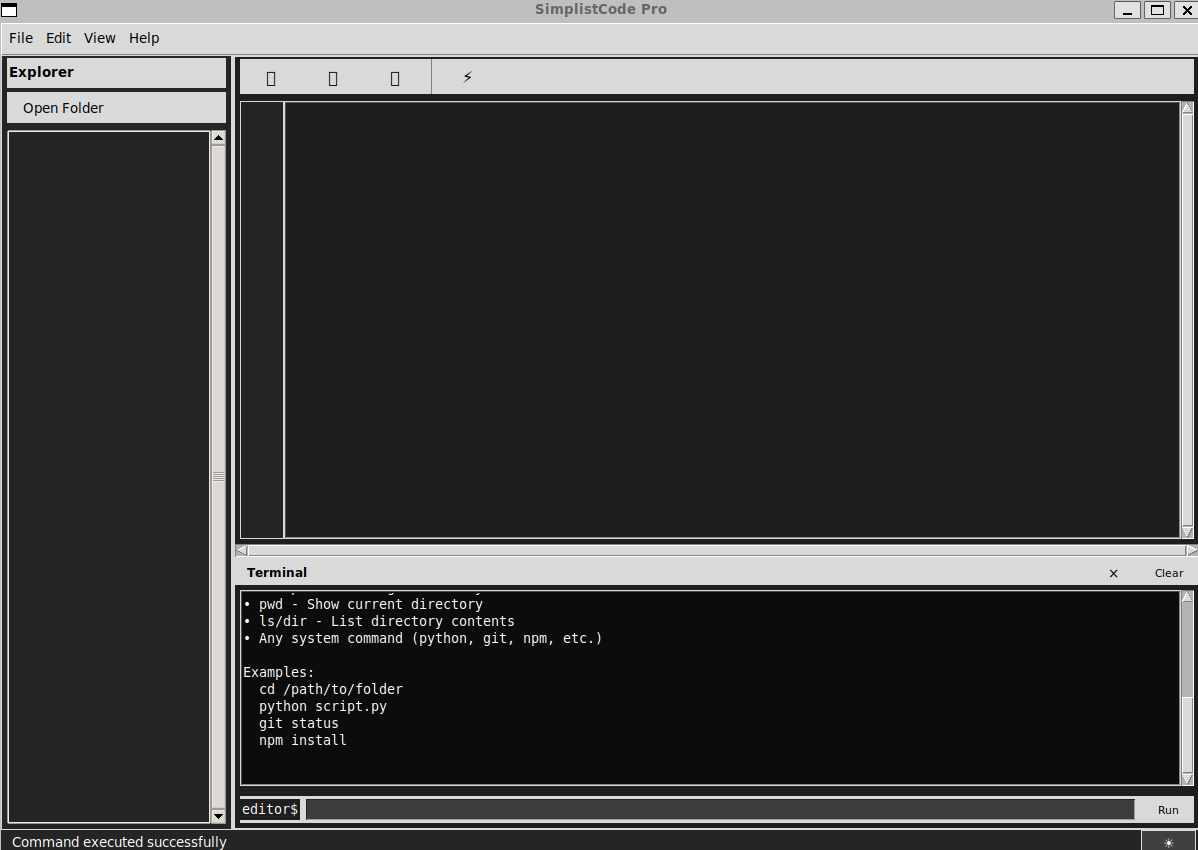 SimplistCode Pro
File Edit View Help
Explorer
Open Folder
Terminal
× Clear
• pwd - Show current directory
• ls/dir - List directory contents
• Any system command (python, git, npm, etc.)
Examples:
cd /path/to/folder
python script.py
git status
npm install
editor$
Run
Command executed successfully